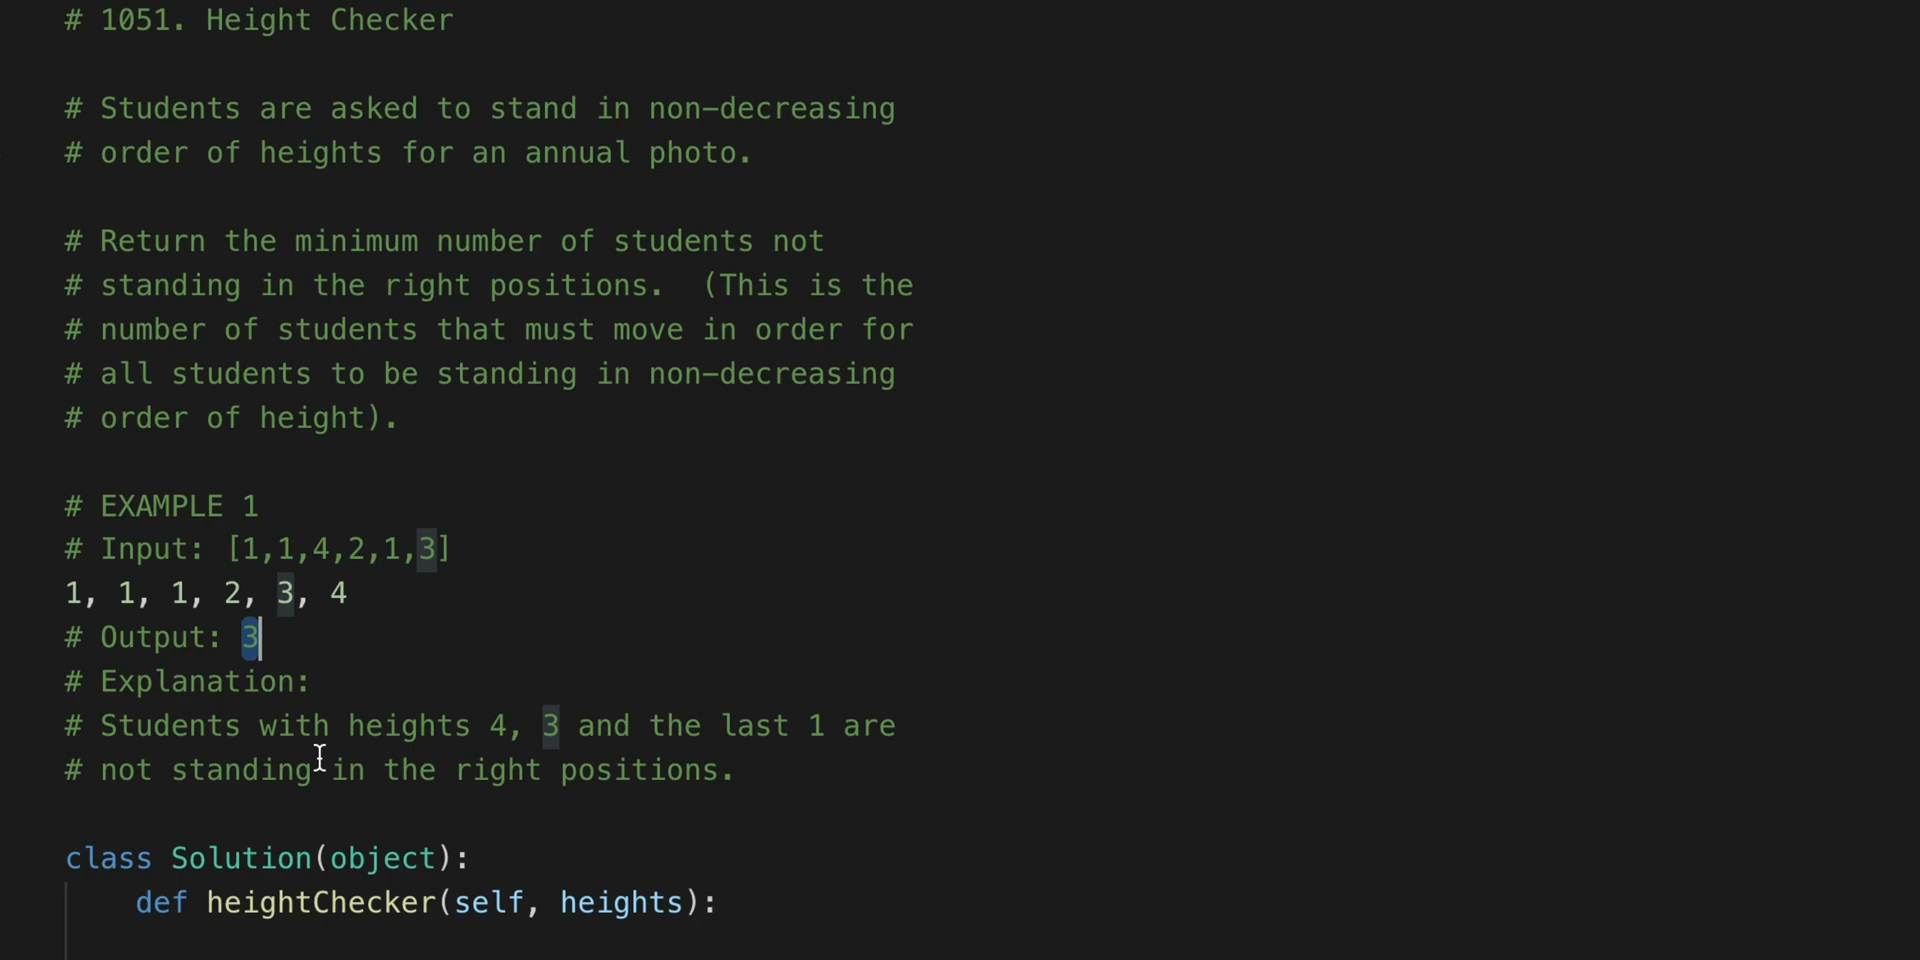 # 1051. Height Checker
# Students are asked to stand in non-decreasing
# order of heights for an annual photo.
# Return the minimum number of students not
# standing in the right positions.  (This is the
# number of students that must move in order for
# all students to be standing in non-decreasing
# order of height).
# EXAMPLE 1
# Input: [1,1,4,2,1,3]
1, 1, 1, 2, 3, 4
# Output: 3
# Explanation:
# Students with heights 4, 3 and the last 1 are
# not standing in the right positions.
class Solution(object):
    def heightChecker(self, heights):